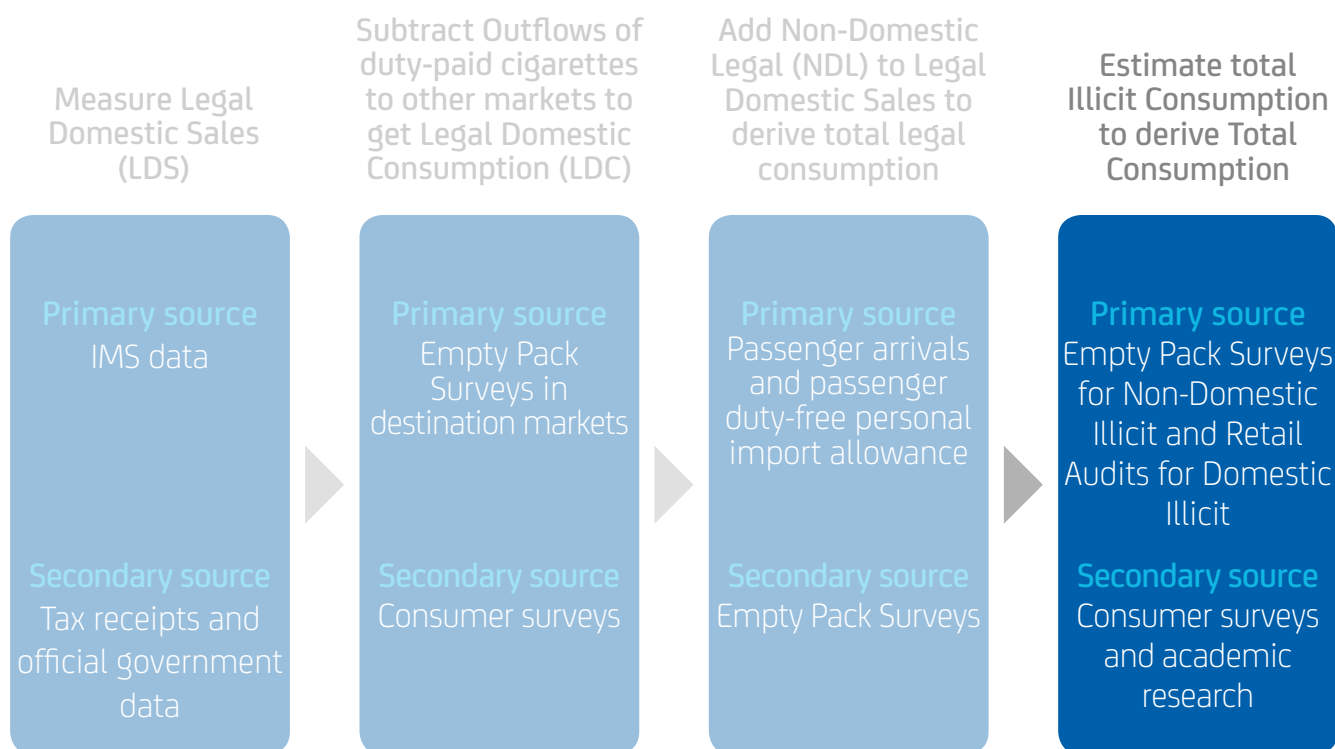 Measure Legal
Domestic Sales
(LDS)
Primary source
IMS data
Secondary source
Tax receipts and
official government
data
Subtract Outflows of
duty-paid cigarettes
to other markets to
get Legal Domestic
Consumption (LDC)
Primary source
Empty Pack
Surveys in
destination markets
Secondary source
Consumer surveys
Add Non-Domestic
Legal (NDL) to Legal
Domestic Sales to
derive total legal
consumption
Primary source
Passenger arrivals
and passenger
duty-free personal
import allowance
Secondary source
Empty Pack Surveys
Estimate total
Illicit Consumption
to derive Total
Consumption
Primary source
Empty Pack Surveys
for Non-Domestic
Illicit and Retail
Audits for Domestic
Illicit
Secondary source
Consumer surveys
and academic
research